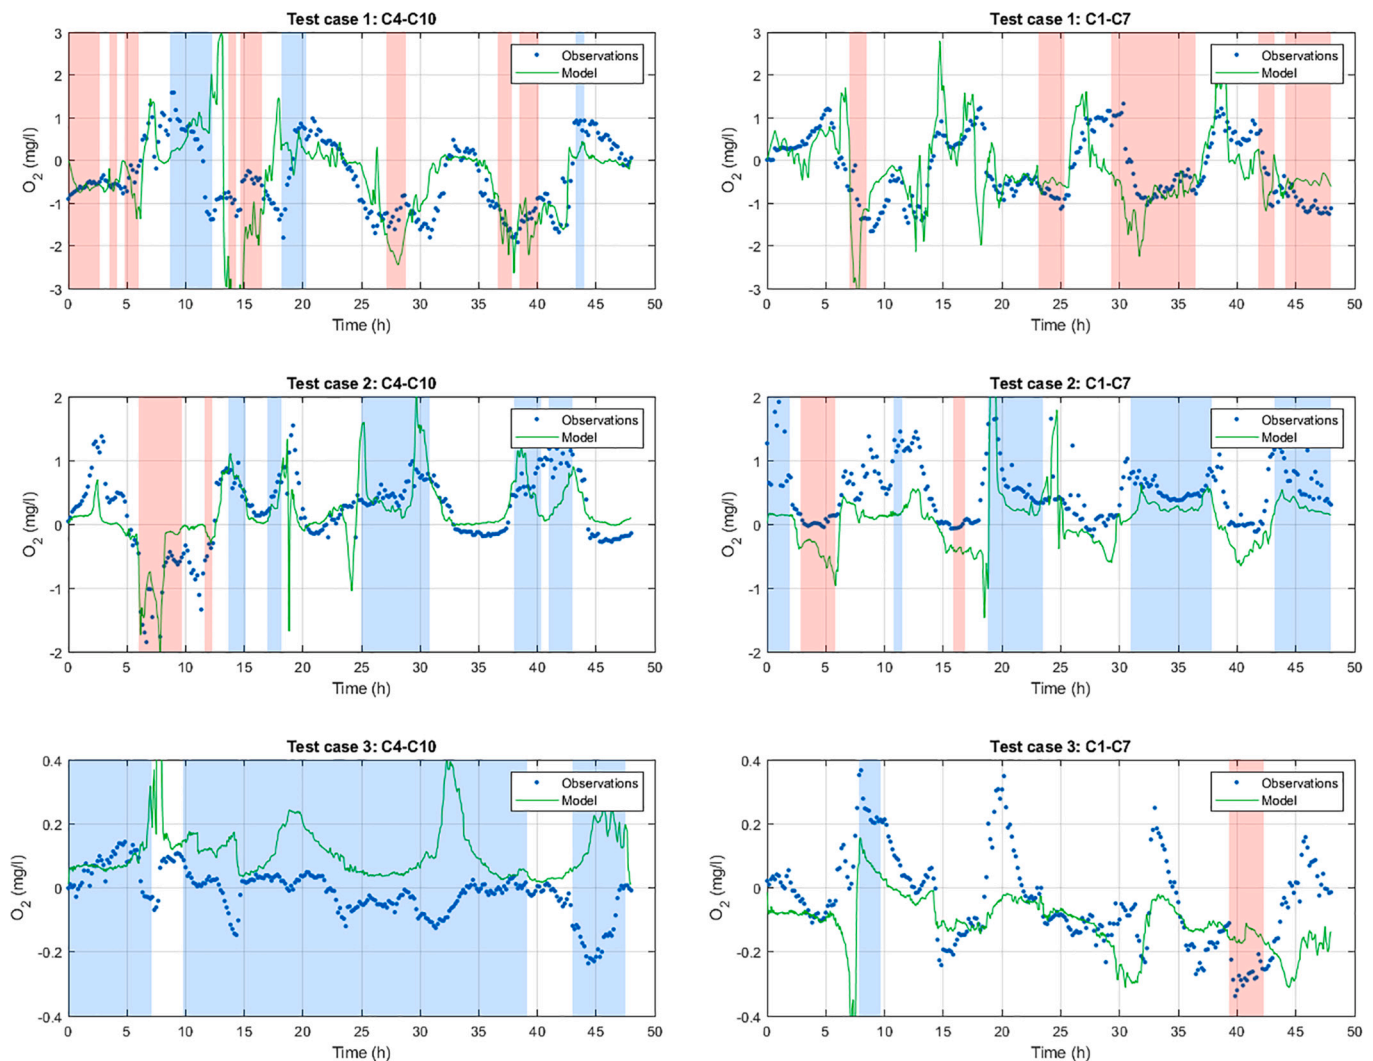 Test case 1: C4-C10
O2 (mg/l)
3
2
1
0
-1
-2
-3
Observations
Model
0 5 10 15 20 25 30 35 40 45 50
Time (h)
Test case 1: C1-C7
O2 (mg/l)
3
2
1
0
-1
-2
-3
Observations
Model
0 5 10 15 20 25 30 35 40 45 50
Time (h)
Test case 2: C4-C10
O2 (mg/l)
2
1
0
-1
-2
Observations
Model
0 5 10 15 20 25 30 35 40 45 50
Time (h)
Test case 2: C1-C7
O2 (mg/l)
2
1
0
-1
-2
Observations
Model
0 5 10 15 20 25 30 35 40 45 50
Time (h)
Test case 3: C4-C10
O2 (mg/l)
0.4
0.2
0
-0.2
-0.4
Observations
Model
0 5 10 15 20 25 30 35 40 45 50
Time (h)
Test case 3: C1-C7
O2 (mg/l)
0.4
0.2
0
-0.2
-0.4
Observations
Model
0 5 10 15 20 25 30 35 40 45 50
Time (h)